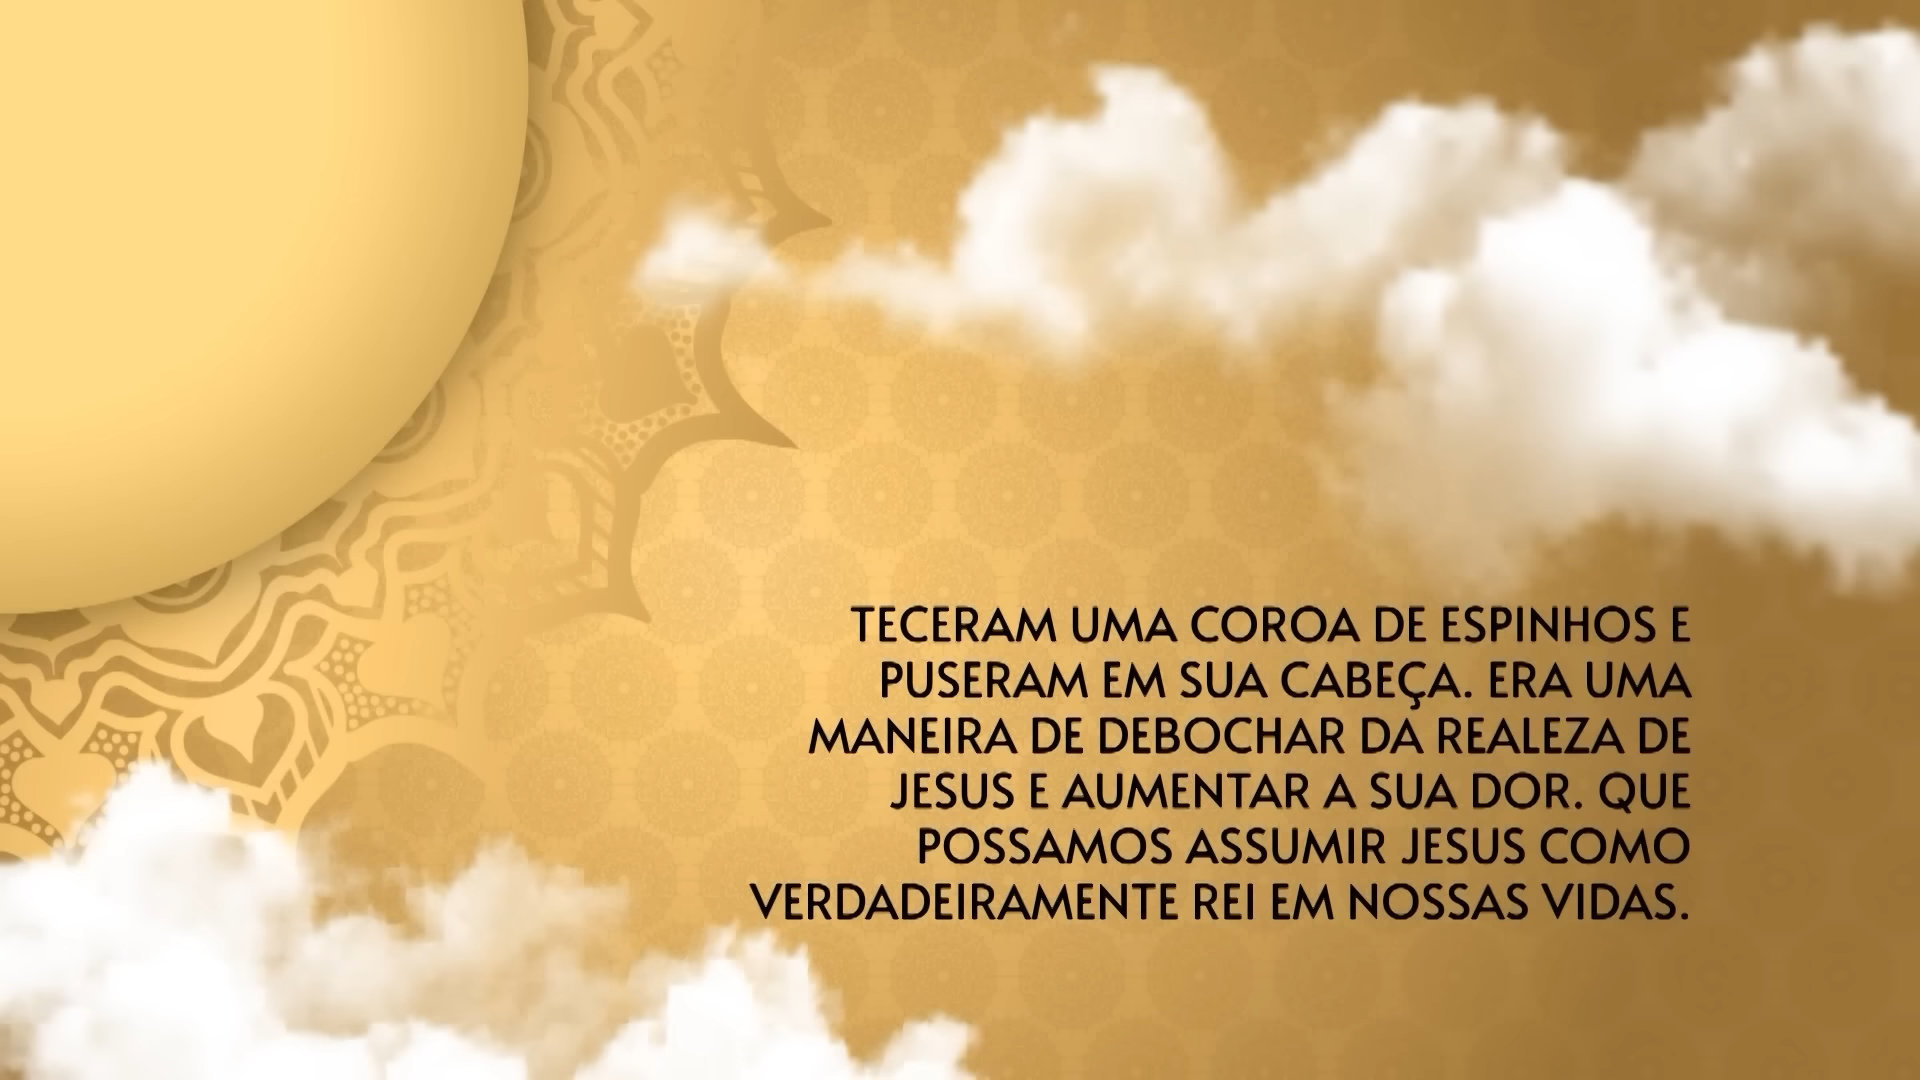 TECERAM UMA COROA DE ESPINHOS E
PUSERAM EM SUA CABEÇA. ERA UMA
MANEIRA DE DEBOCHAR DA REALEZA DE
JESUS E AUMENTAR A SUA DOR. QUE
POSSAMOS ASSUMIR JESUS COMO
VERDADEIRAMENTE REI EM NOSSAS VIDAS.